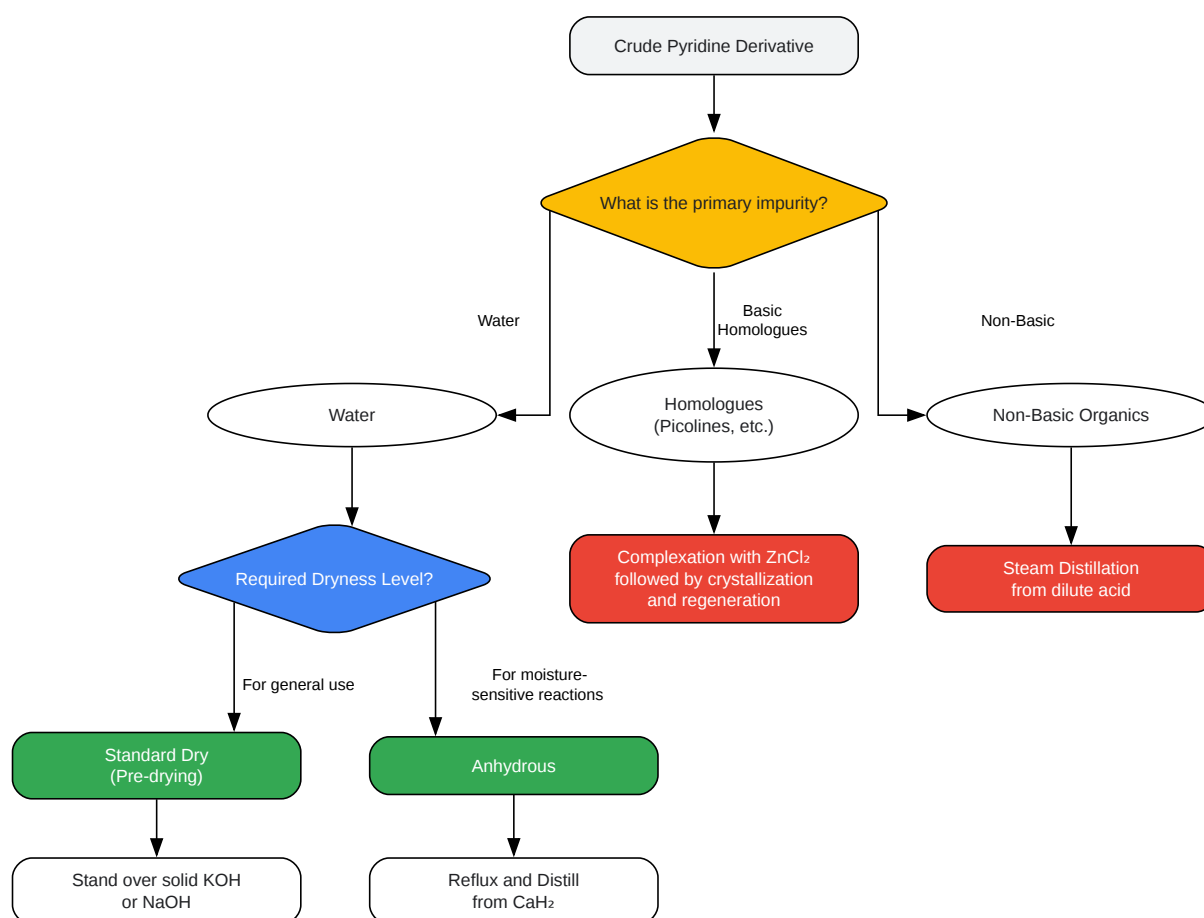 Crude Pyridine Derivative
What is the primary impurity?
Water
Basic
Homologues
Non-Basic
Water
Homologues
(Picolines, etc.)
Non-Basic Organics
Required Dryness Level?
Complexation with ZnCl₂
followed by crystallization
and regeneration
Steam Distillation
from dilute acid
For general use
For moisture-
sensitive reactions
Standard Dry
(Pre-drying)
Anhydrous
Stand over solid KOH
or NaOH
Reflux and Distill
from CaH₂